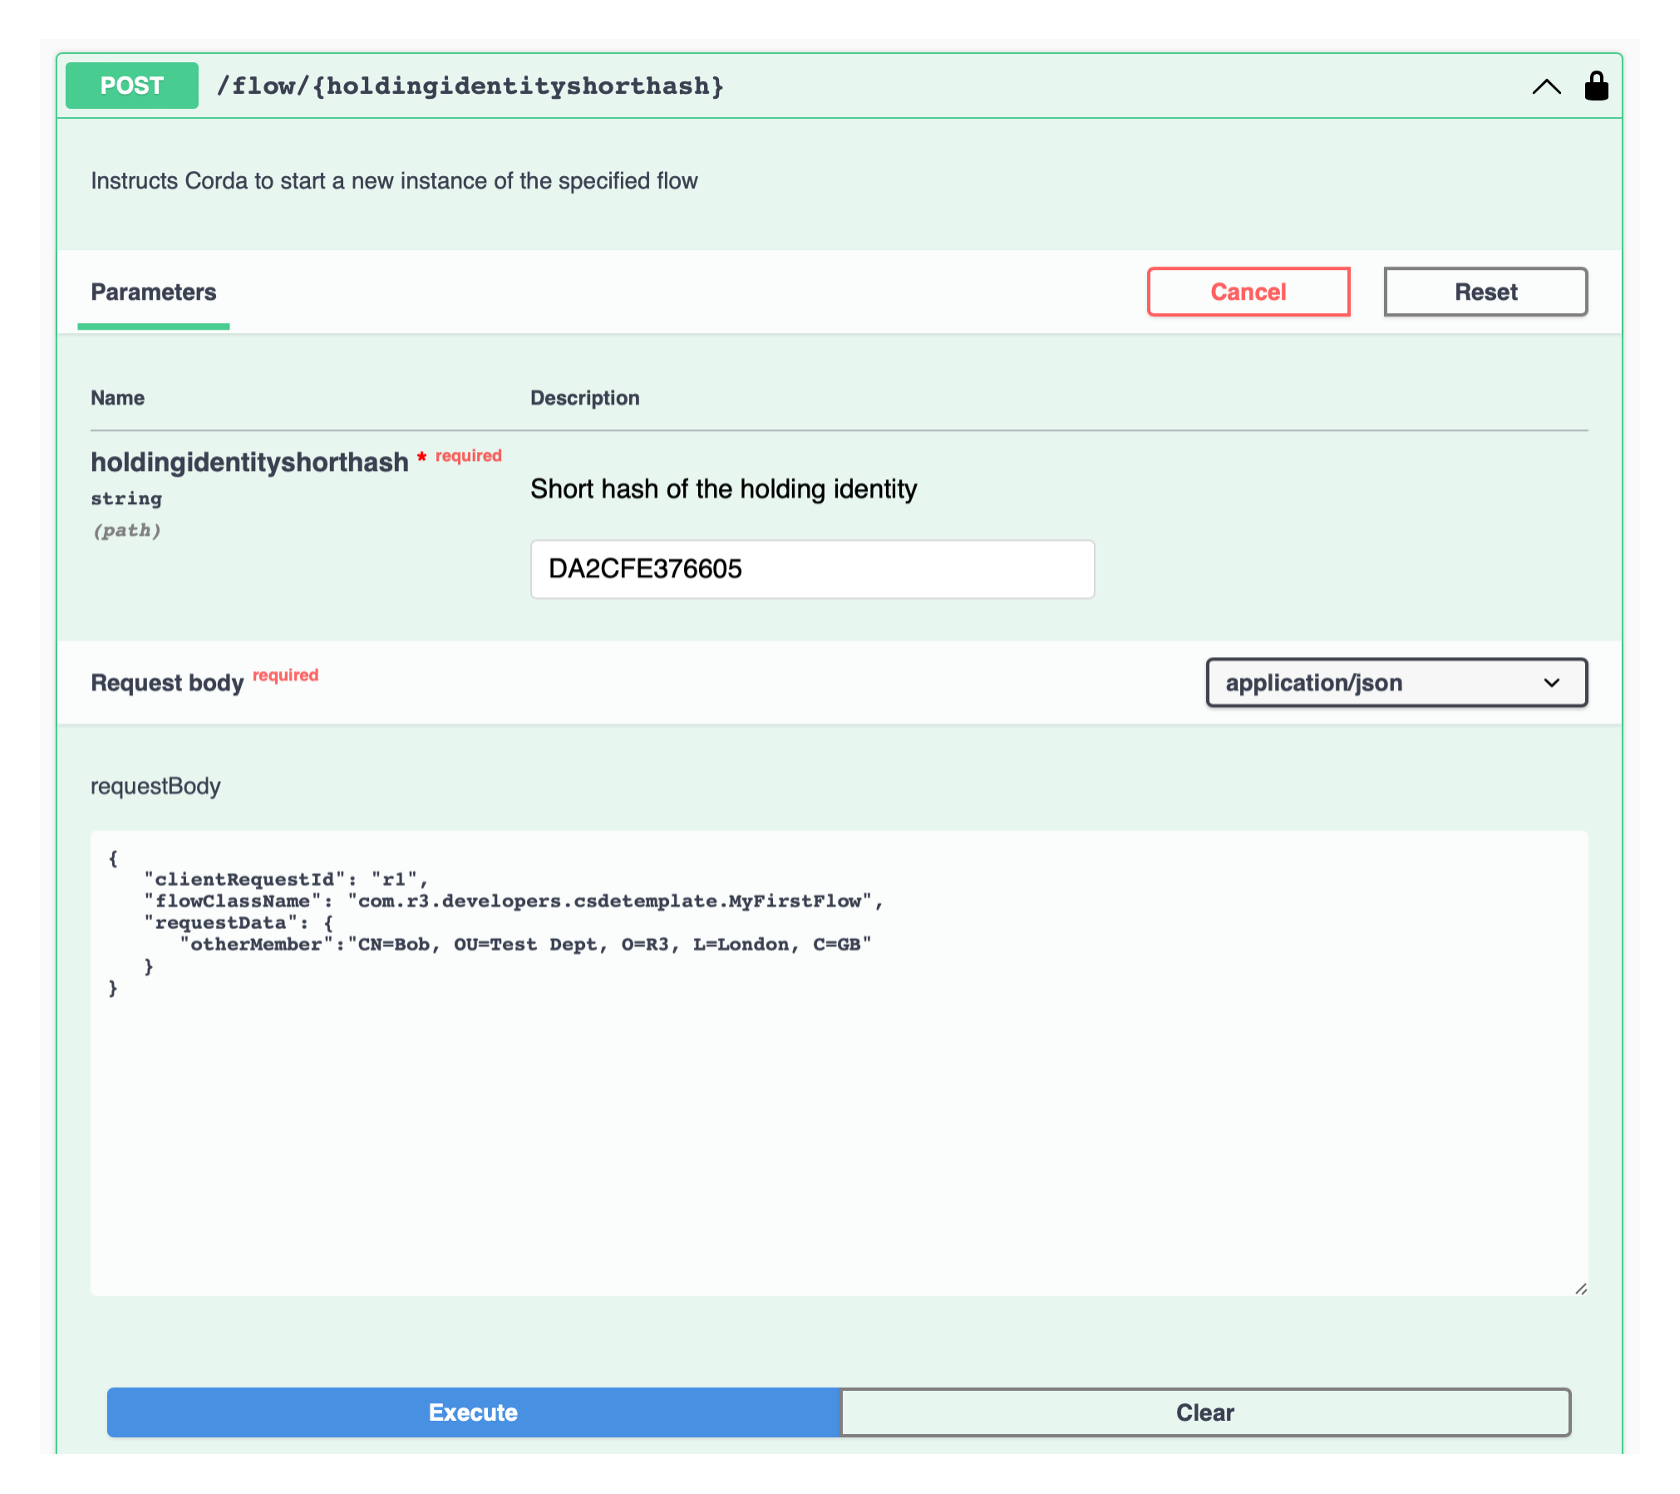 POST /flow/{holdingidentityshorthash}
Instructs Corda to start a new instance of the specified flow
Parameters Cancel Reset
Name Description
holdingidentityshorthash * required
string
(path)
Short hash of the holding identity
DA2CFE376605
Request body required application/json
requestBody
{
"clientRequestId": "r1",
"flowClassName": "com.r3.developers.csdetemplate.MyFirstFlow",
"requestData": {
"otherMember":"CN=Bob, OU=Test Dept, O=R3, L=London, C=GB"
}
}
Execute Clear